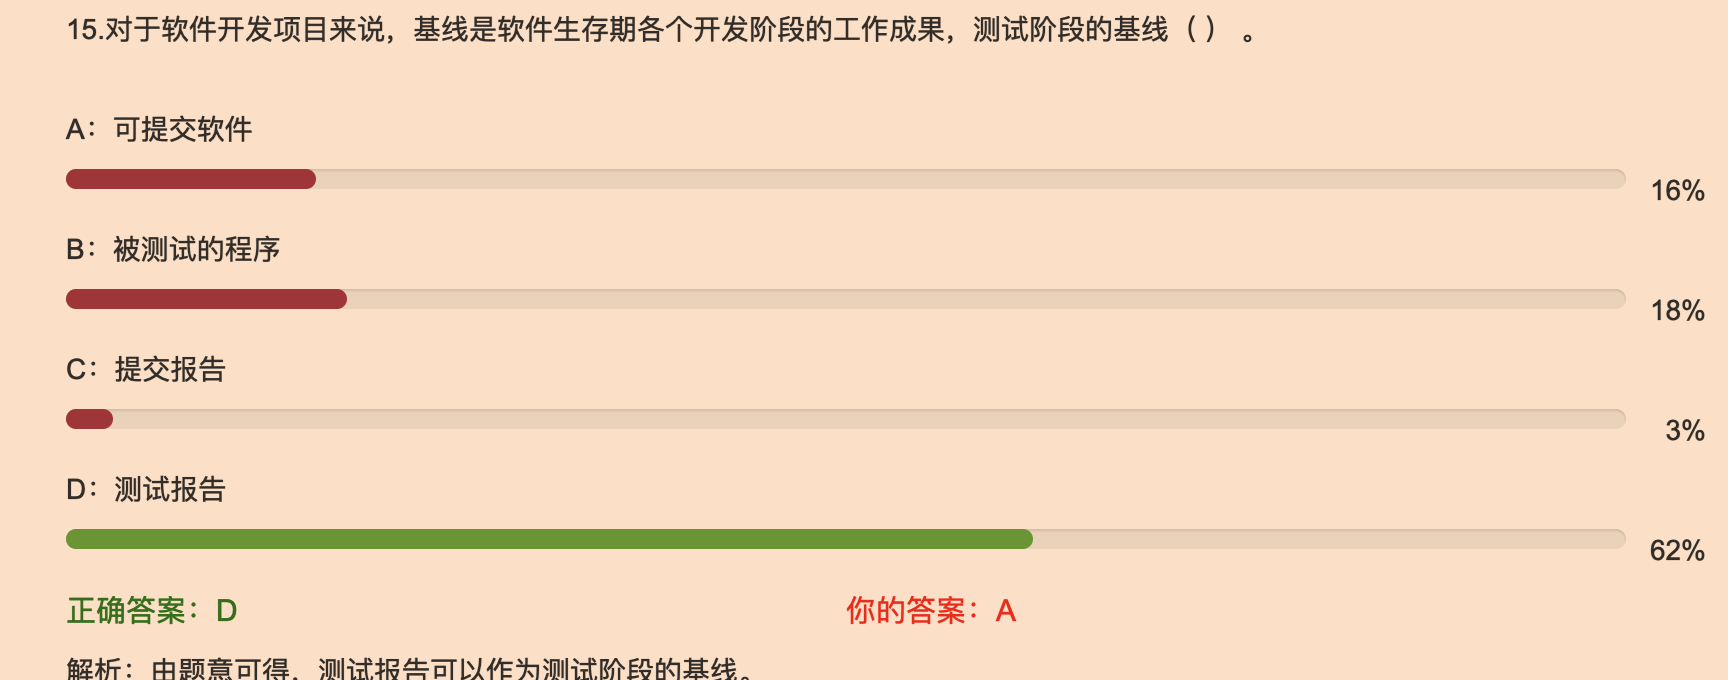 15.对于软件开发项目来说，基线是软件生存期各个开发阶段的工作成果，测试阶段的基线（ ） 。
A：可提交软件
16%
B：被测试的程序
18%
C：提交报告
3%
D：测试报告
62%
正确答案：D 你的答案：A
解析：由题意可得，测试报告可以作为测试阶段的基线。